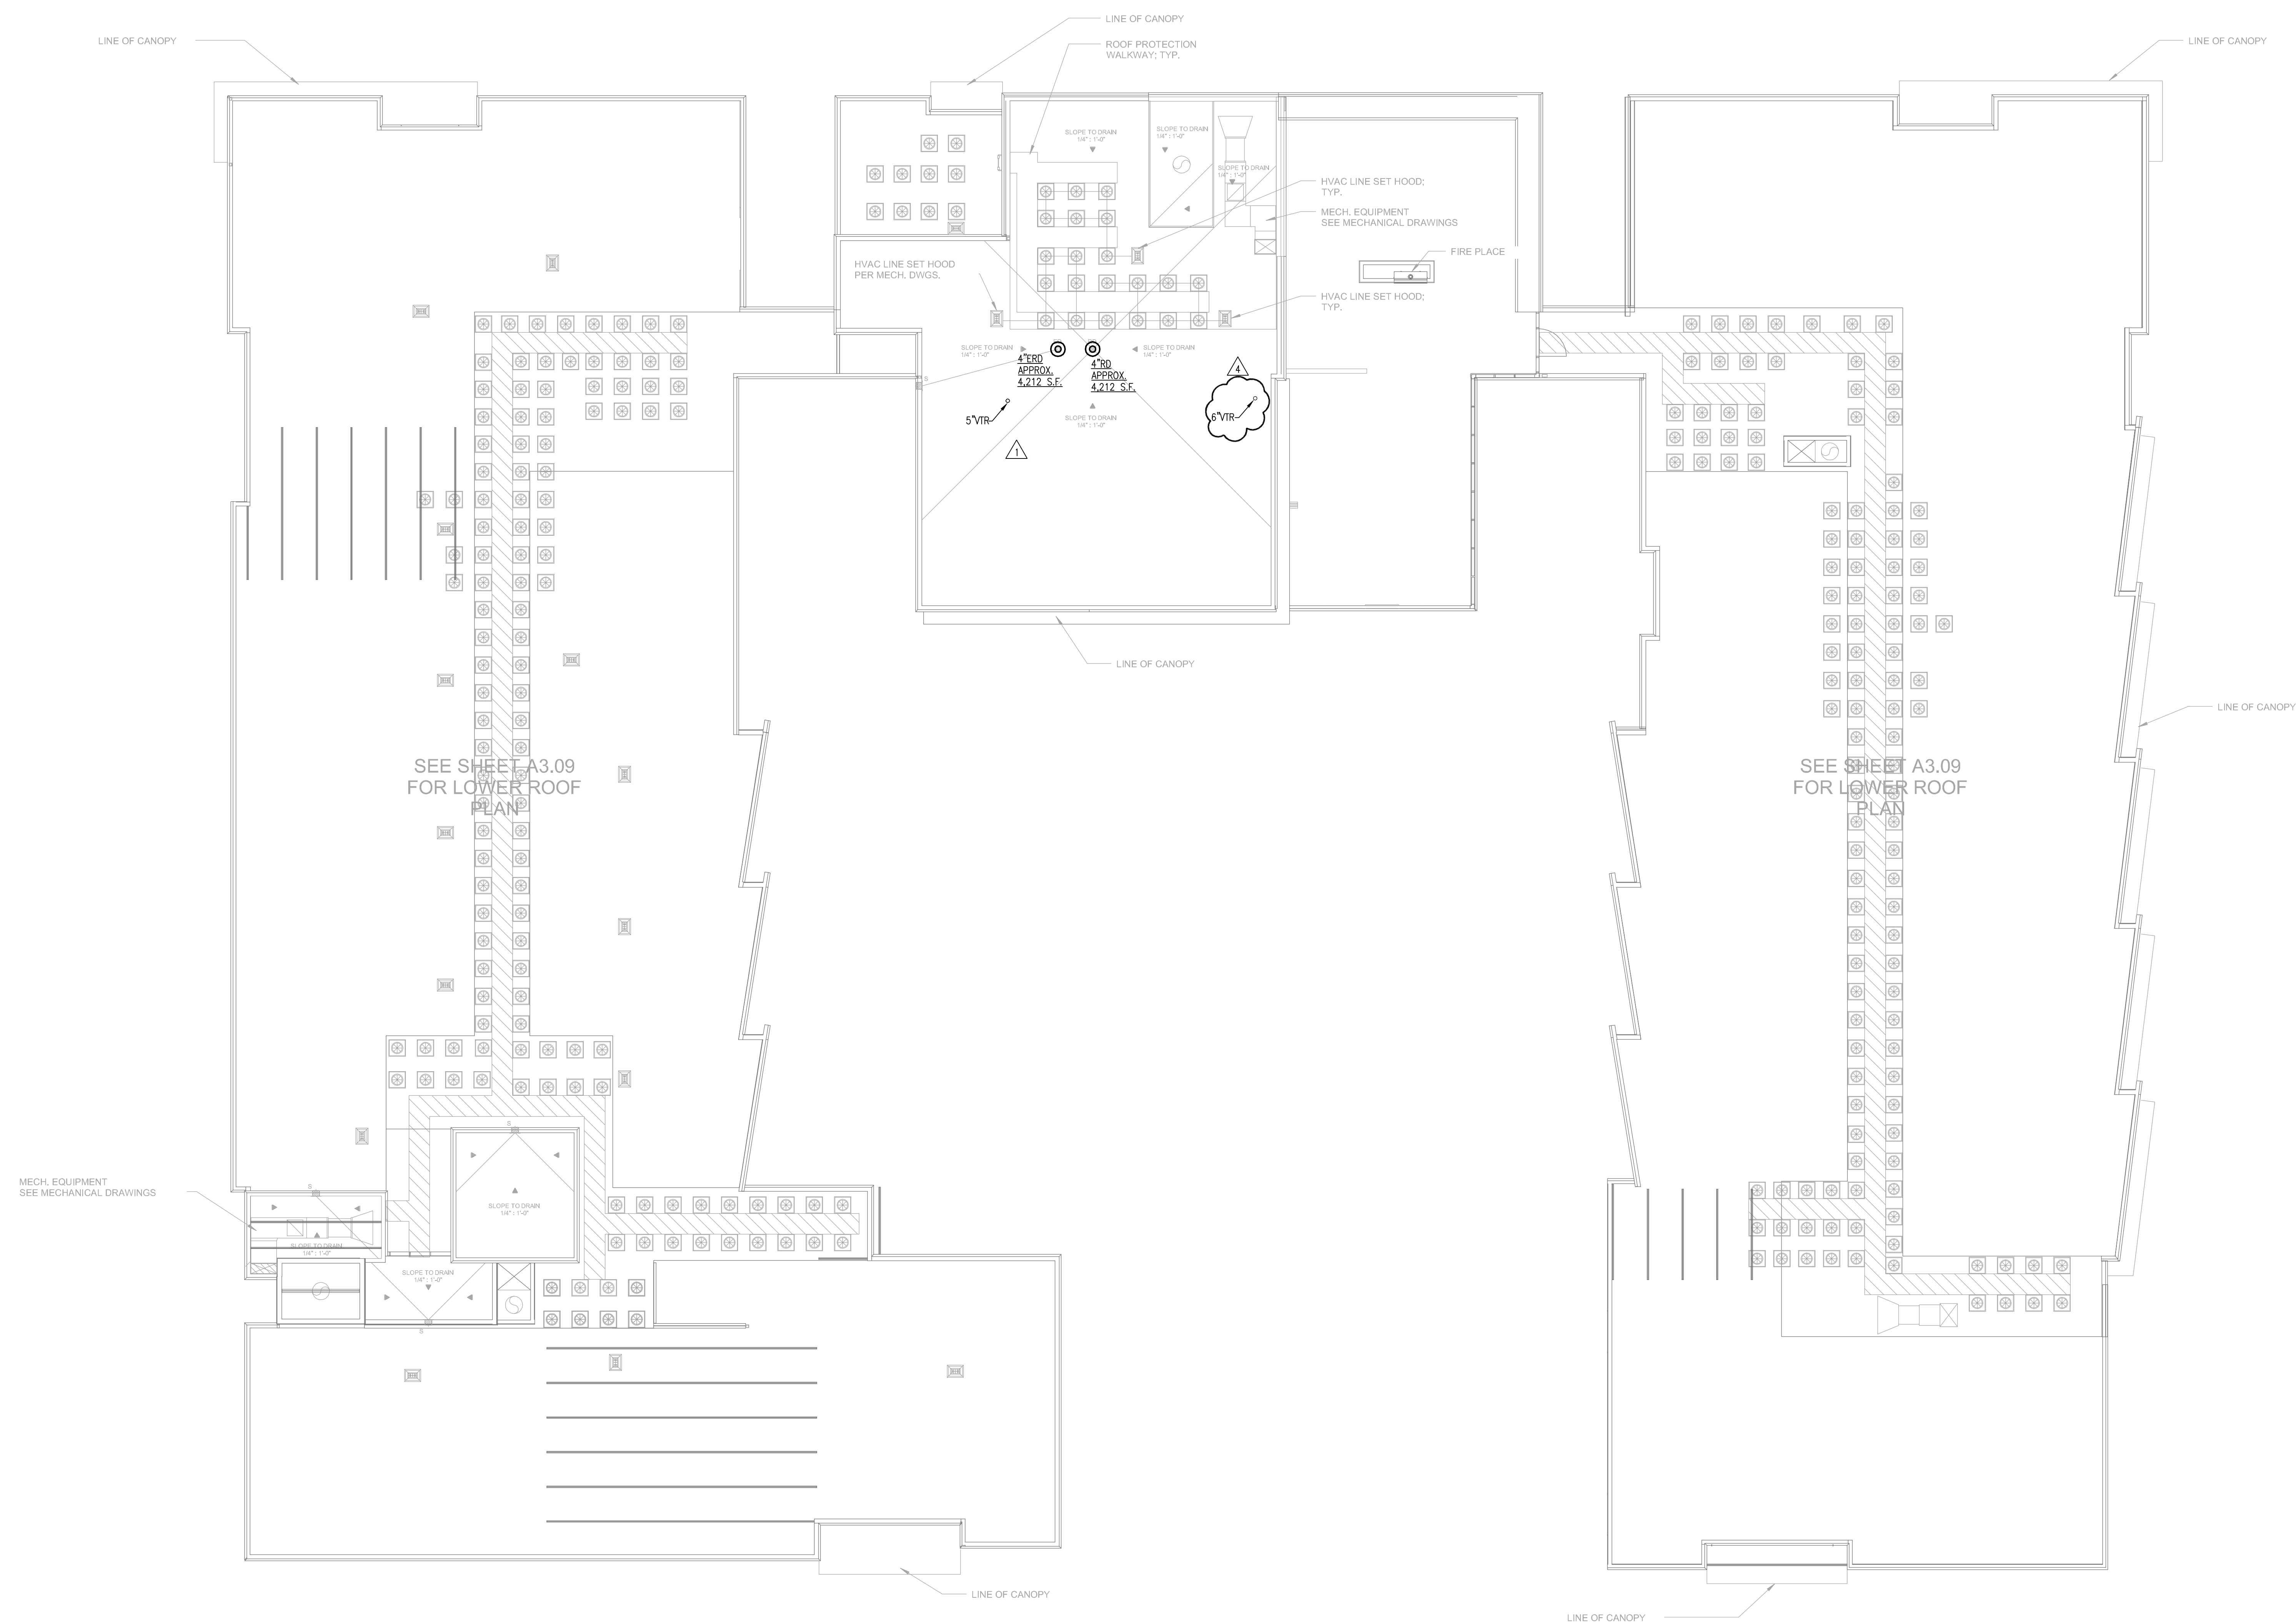 LINE OF CANOPY
LINE OF CANOPY
LINE OF CANOPY
ROOF PROTECTION
WALKWAY; TYP.
SLOPE TO DRAIN
1/4" : 1'-0"
SLOPE TO DRAIN
1/4" : 1'-0"
SLOPE TO DRAIN
1/4" : 1'-0"
HVAC LINE SET HOOD;
TYP.
MECH. EQUIPMENT
SEE MECHANICAL DRAWINGS
FIRE PLACE
HVAC LINE SET HOOD
PER MECH. DWGS.
HVAC LINE SET HOOD;
TYP.
SLOPE TO DRAIN
1/4" : 1'-0"
SLOPE TO DRAIN
1/4" : 1'-0"
4"ERD
APPROX.
4,212 S.F.
4"RD
APPROX.
4,212 S.F.
S
4
5"VTR
6"VTR
SLOPE TO DRAIN
1/4" : 1'-0"
1
LINE OF CANOPY
LINE OF CANOPY
SEE SHEET A3.09
FOR LOWER ROOF
PLAN
SEE SHEET A3.09
FOR LOWER ROOF
PLAN
S
MECH. EQUIPMENT
SEE MECHANICAL DRAWINGS
S
SLOPE TO DRAIN
1/4" : 1'-0"
SLOPE TO DRAIN
1/4" : 1'-0"
SLOPE TO DRAIN
1/4" : 1'-0"
S
LINE OF CANOPY
LINE OF CANOPY